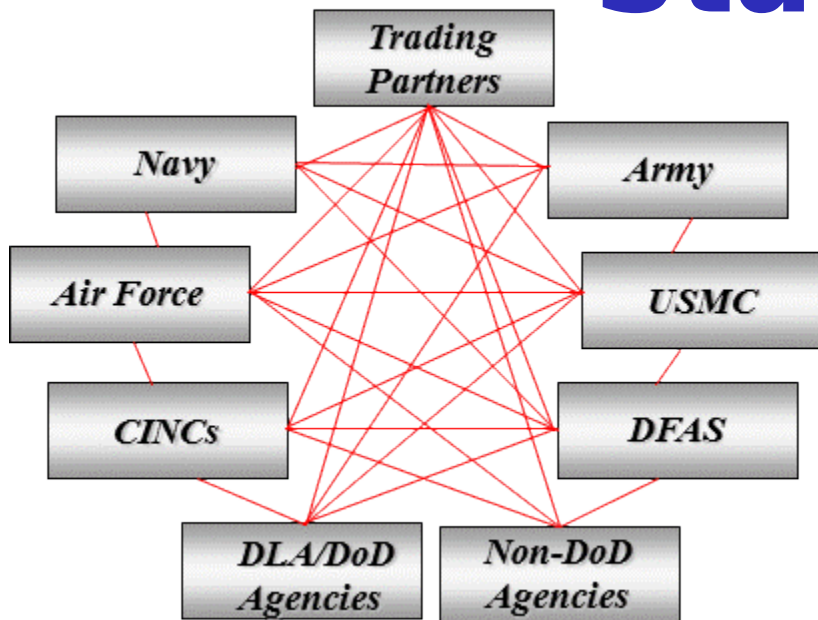 Trading
Partners
Navy
Army
Air Force
USMC
CINCs
DFAS
DLA/DoD
Agencies
Non-DoD
Agencies